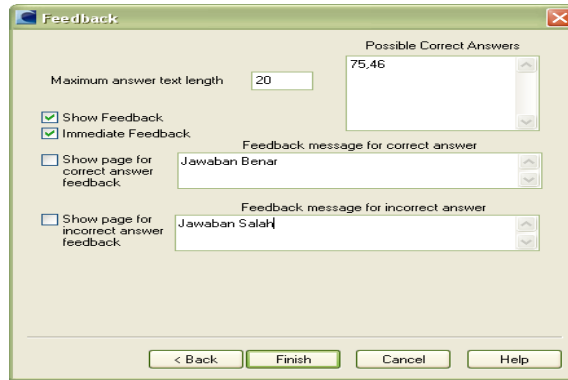 Feedback
Possible Correct Answers
Maximum answer text length 20
75,46
Show Feedback
Immediate Feedback
Feedback message for correct answer
Show page for
correct answer
feedback
Jawaban Benar
Feedback message for incorrect answer
Show page for
incorrect answer
feedback
Jawaban Salah
< Back Finish Cancel Help